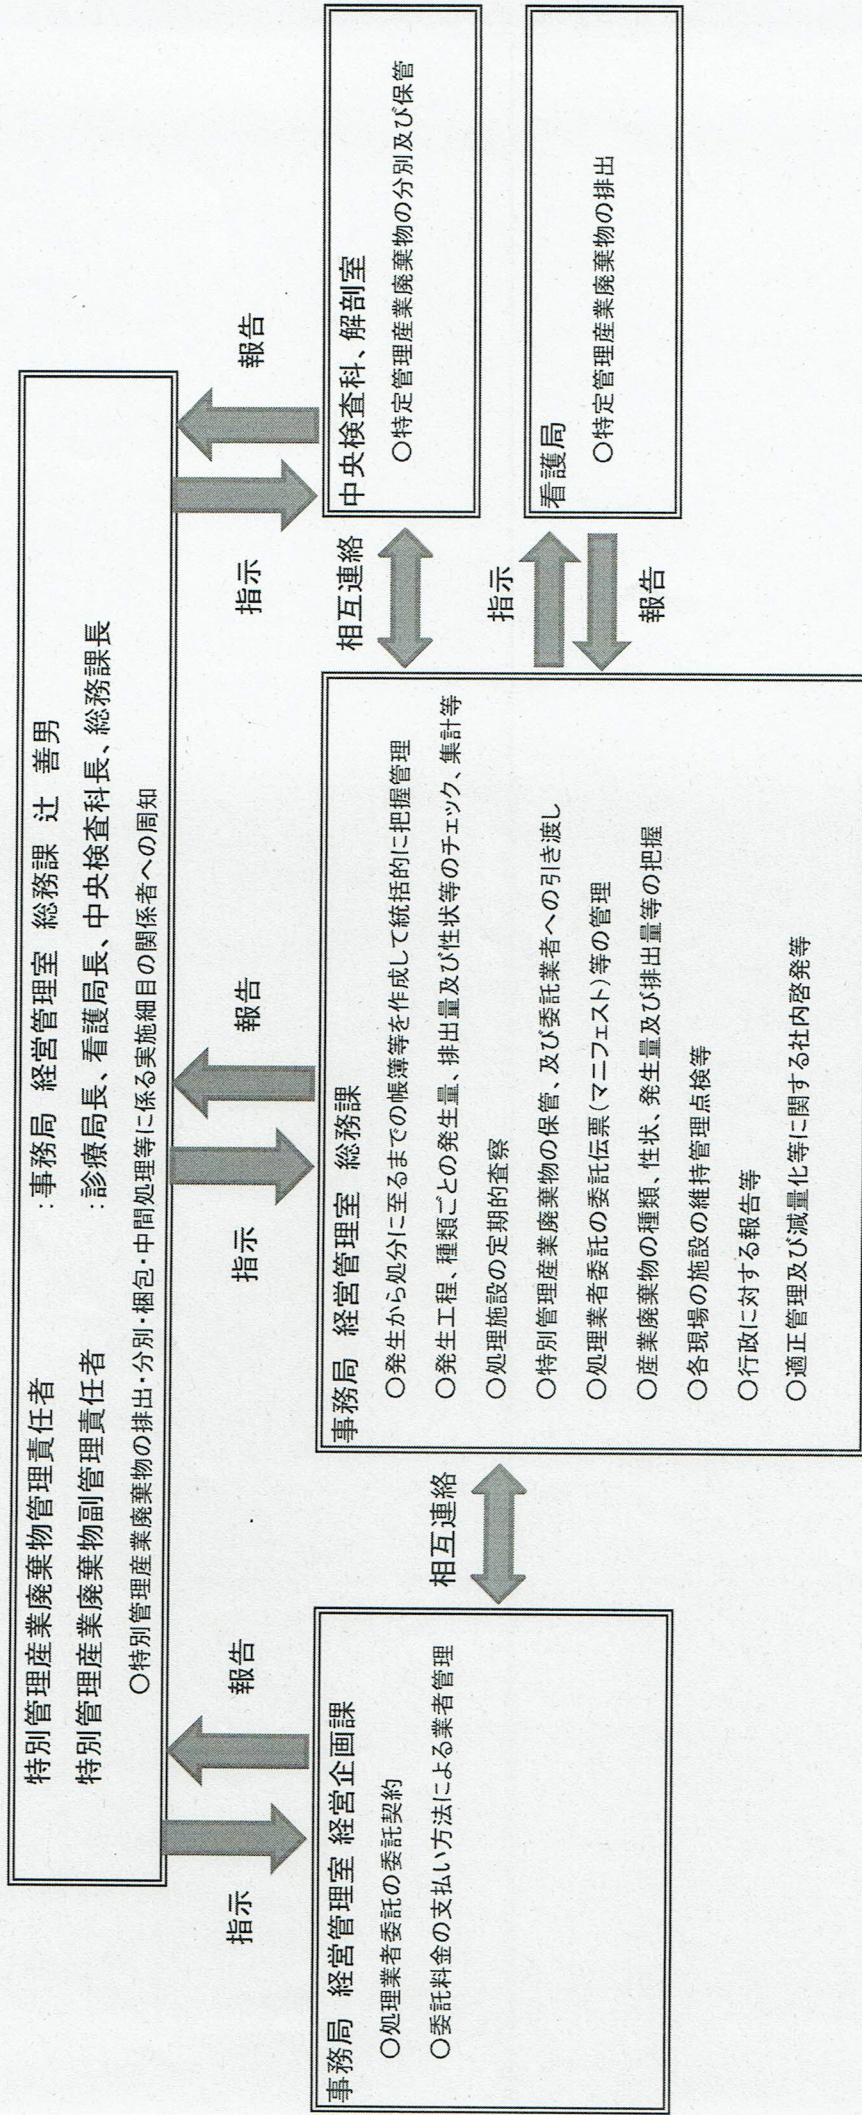 特別管理産業廃棄物管理責任者　：事務局 経営管理室 総務課 辻 善男
特別管理産業廃棄物副管理責任者　：診療局長、看護局長、中央検査科長、総務課長
○特別管理産業廃棄物の排出・分別・梱包・中間処理等に係る実施細目の関係者への周知
指示
報告
指示
報告
指示
報告
事務局 経営管理室 経営企画課
○処理業者委託の委託契約
○委託料金の支払い方法による業者管理
相互連絡
事務局 経営管理室 総務課
○発生から処分に至るまでの帳簿等を作成して統括的に把握管理
○発生工程、種類ごとの発生量、排出量及び性状等のチェック、集計等
○処理施設の定期的査察
○特別管理産業廃棄物の保管、及び委託業者への引き渡し
○処理業者委託の委託伝票(マニフェスト)等の管理
○産業廃棄物の種類、性状、発生量及び排出量等の把握
○各現場の施設の維持管理点検等
○行政に対する報告等
○適正管理及び減量化等に関する社内啓発等
相互連絡
指示
報告
中央検査科、解剖室
○特定管理産業廃棄物の分別及び保管
看護局
○特定管理産業廃棄物の排出